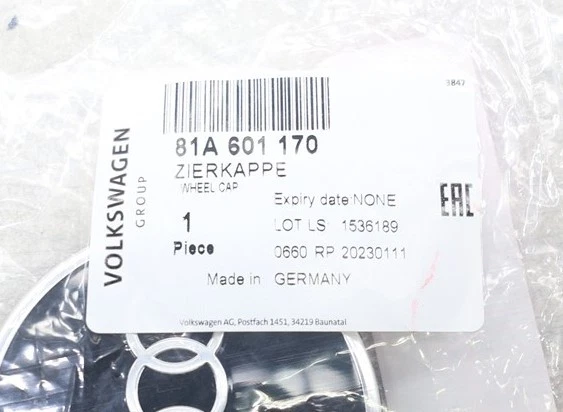 3847
81A 601 170
ZIERKAPPE
WHEEL CAP
VOLKSWAGEN
GROUP
1
Piece
Expiry date:NONE
LOT LS: 1536189
0660 RP 20230111
Made in GERMANY
EAC
Volkswagen AG, Postfach 1451, 34219 Baunatal